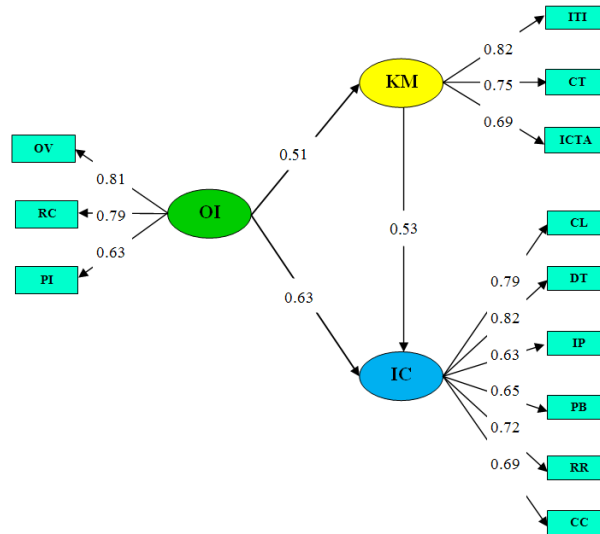 ITI
0.82
KM
0.75
CT
0.69
ICTA
OV
0.51
0.81
RC
0.79
OI
0.63
PI
0.53
0.63
CL
0.79
DT
0.82
IP
0.63
IC
0.65
PB
0.72
RR
0.69
CC